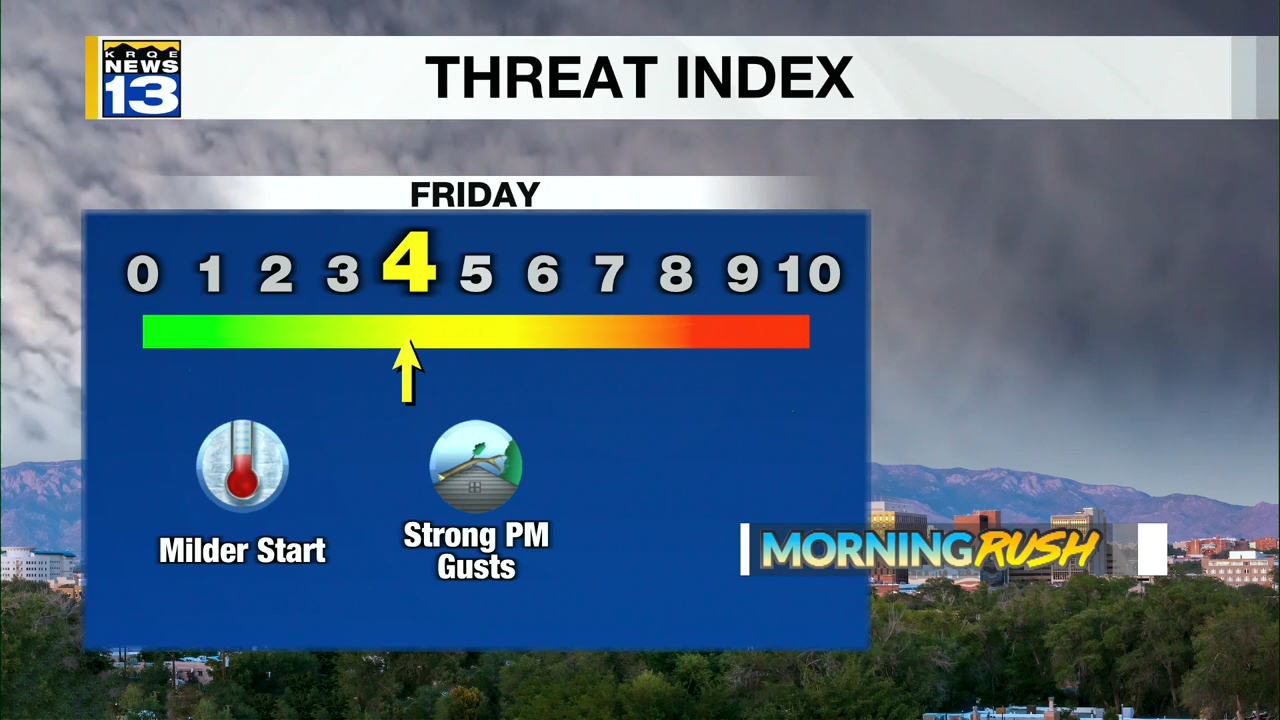 KRQE
NEWS
13
THREAT INDEX
FRIDAY
0 1 2 3 4 5 6 7 8 9 10
Milder Start
Strong PM
Gusts
MORNING RUSH